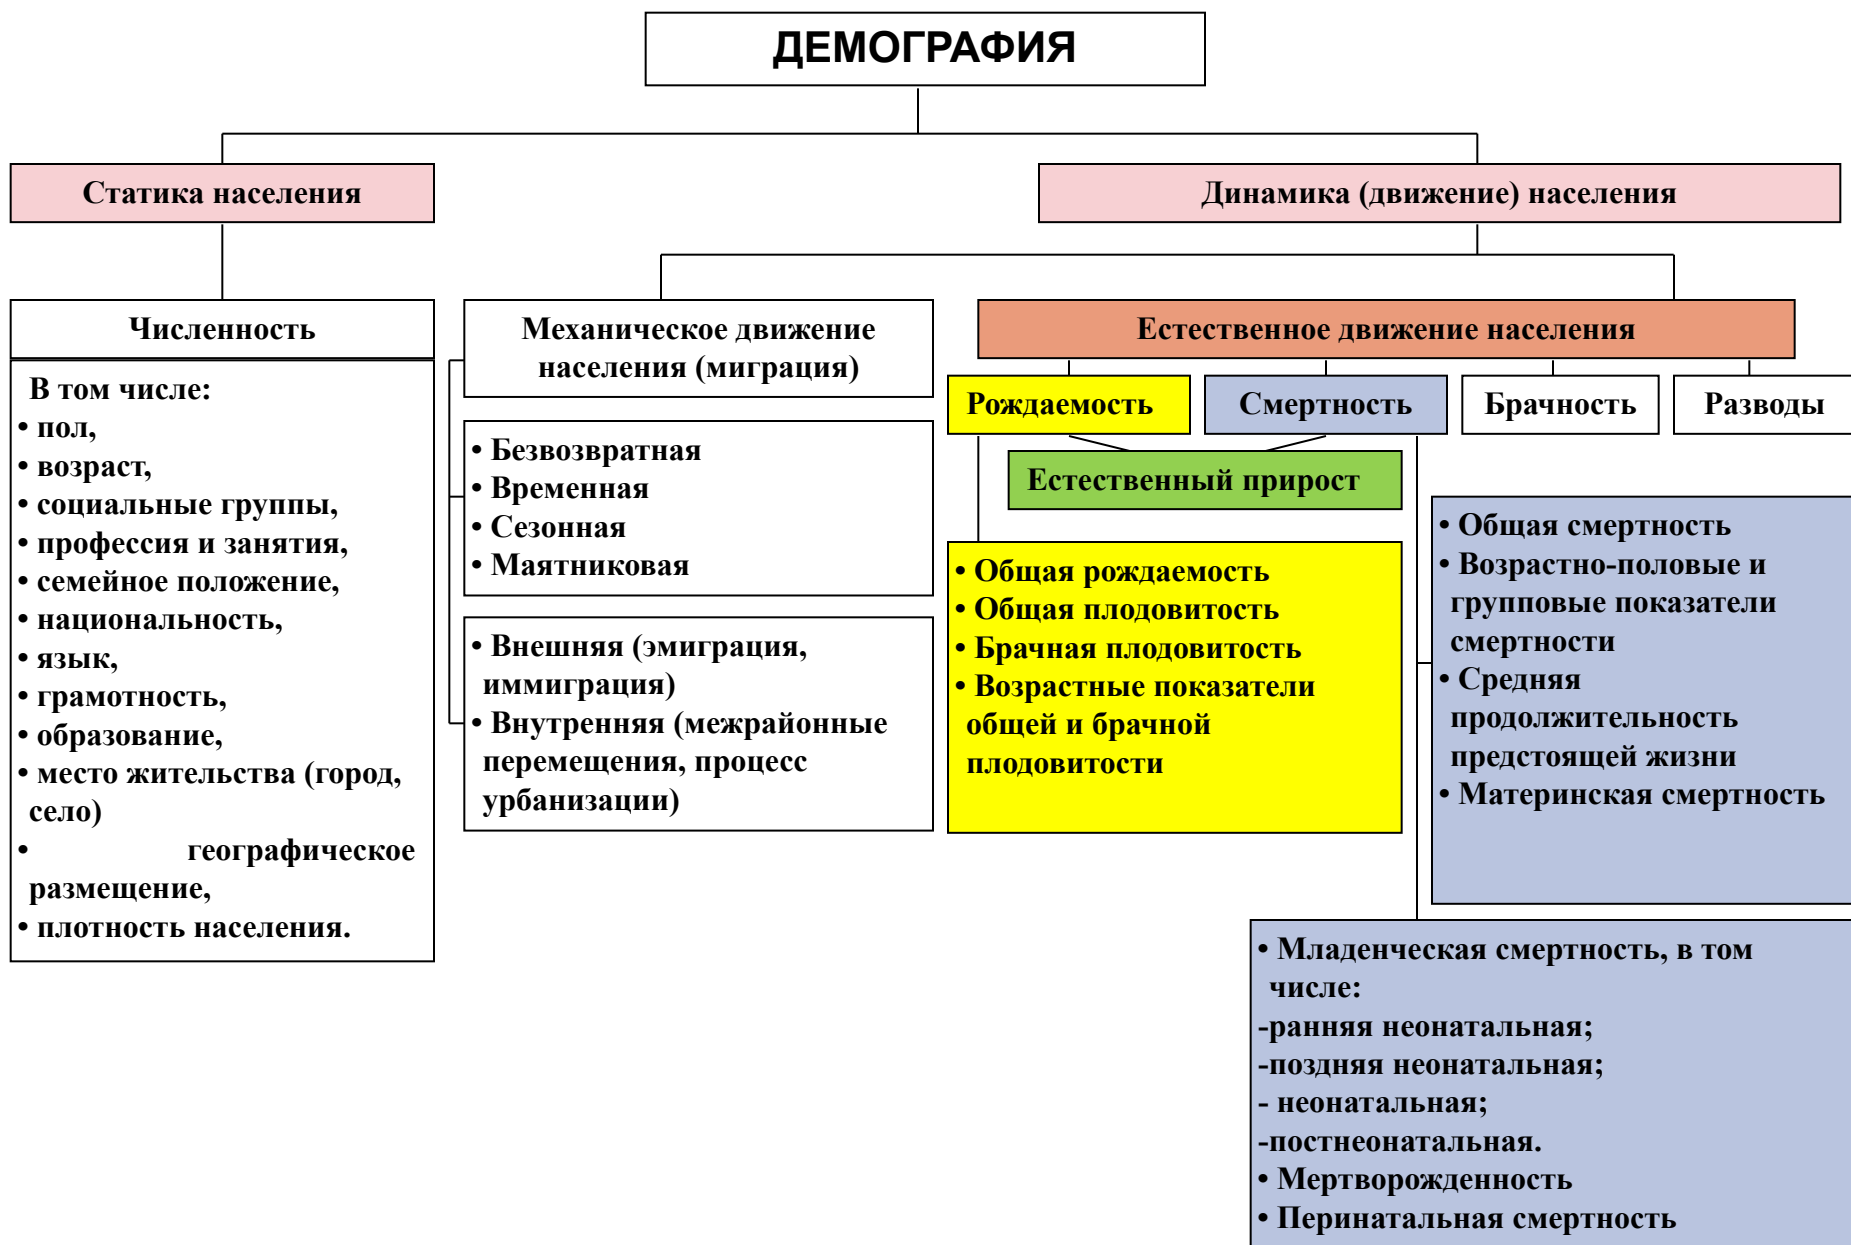 ДЕМОГРАФИЯ
Статика населения
Динамика (движение) населения
Численность
В том числе:
• пол,
• возраст,
• социальные группы,
• профессия и занятия,
• семейное положение,
• национальность,
• язык,
• грамотность,
• образование,
• место жительства (город,
село)
• географическое
размещение,
• плотность населения.
Механическое движение
населения (миграция)
• Безвозвратная
• Временная
• Сезонная
• Маятниковая
• Внешняя (эмиграция,
иммиграция)
• Внутренняя (межрайонные
перемещения, процесс
урбанизации)
Естественное движение населения
Рождаемость
Смертность
Брачность
Разводы
Естественный прирост
• Общая рождаемость
• Общая плодовитость
• Брачная плодовитость
• Возрастные показатели
общей и брачной
плодовитости
• Общая смертность
• Возрастно-половые и
групповые показатели
смертности
• Средняя
продолжительность
предстоящей жизни
• Материнская смертность
• Младенческая смертность, в том
числе:
-ранняя неонатальная;
-поздняя неонатальная;
- неонатальная;
-постнеонатальная.
• Мертворожденность
• Перинатальная смертность